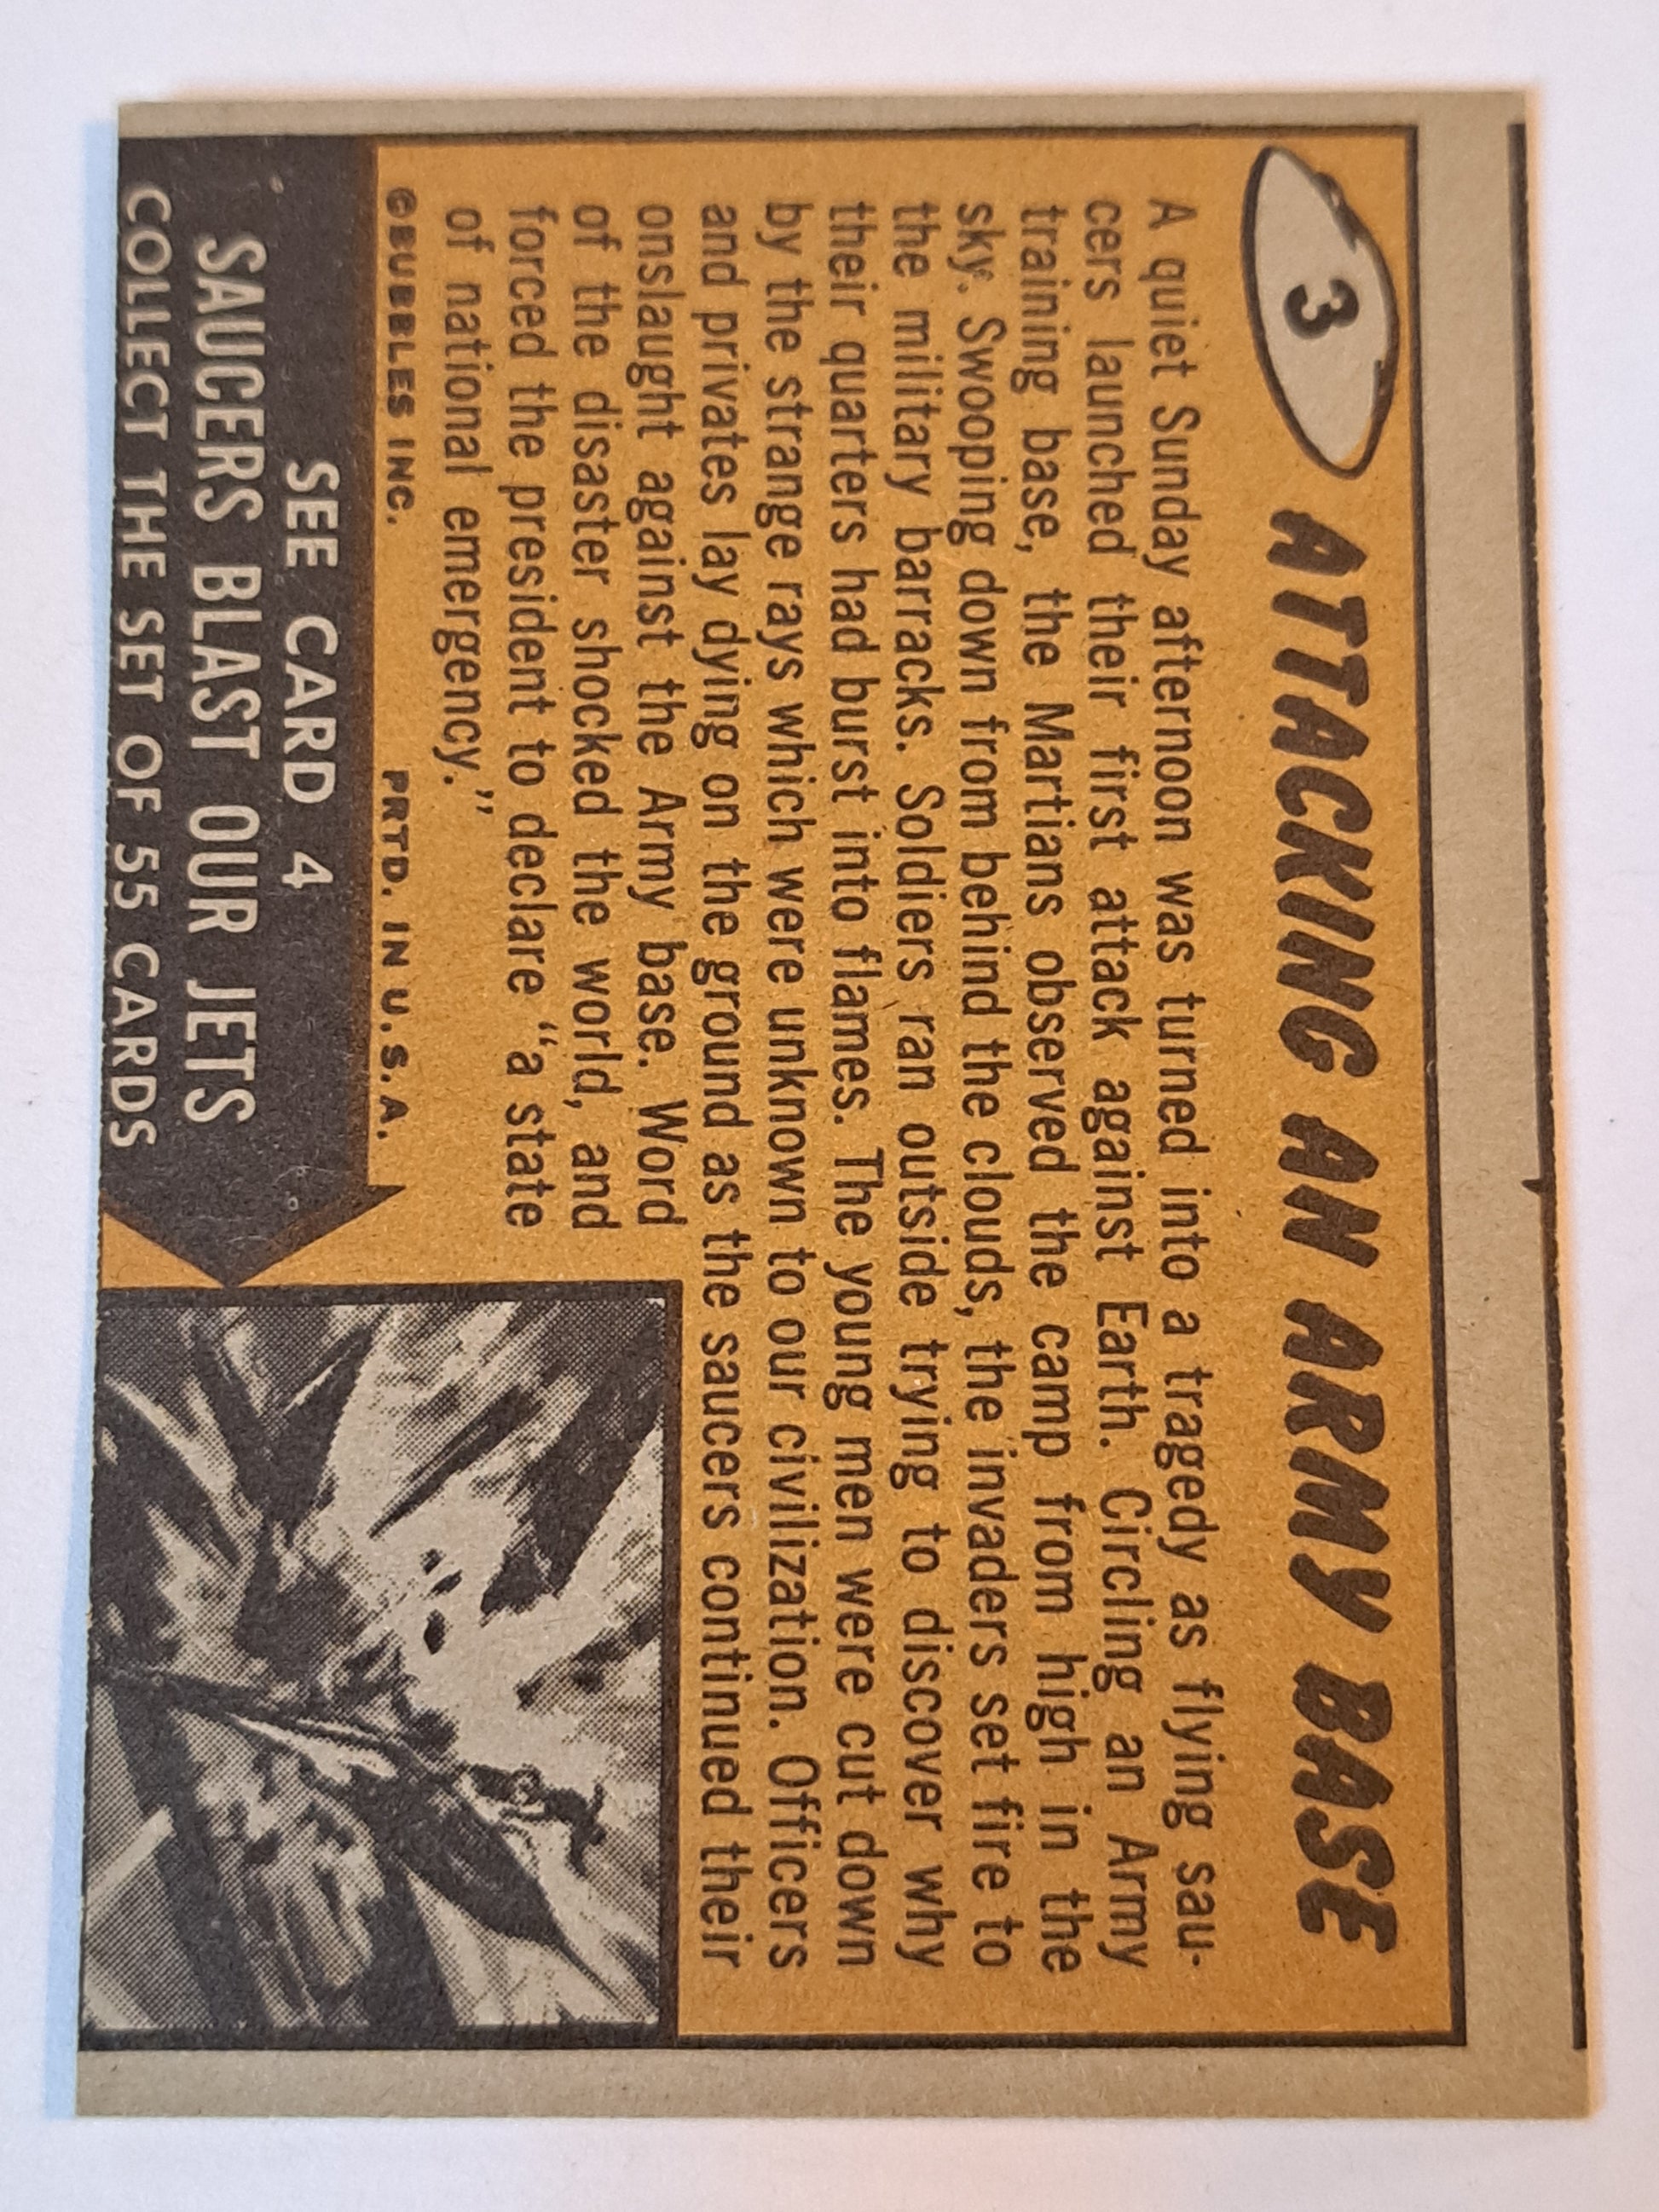 3
ATTACKING AN ARMY BASE
A quiet Sunday afternoon was turned into a tragedy as flying sau-
cers launched their first attack against Earth. Circling an Army
training base, the Martians observed the camp from high in the
sky. Swooping down from behind the clouds, the invaders set fire to
the military barracks. Soldiers ran outside trying to discover why
their quarters had burst into flames. The young men were cut down
by the strange rays which were unknown to our civilization. Officers
and privates lay dying on the ground as the saucers continued their
onslaught against the Army base. Word
of the disaster shocked the world, and
forced the president to declare “a state
of national emergency.”
©BUBBLES INC. PRTD. IN U.S.A.
SEE CARD 4
SAUCERS BLAST OUR JETS
COLLECT THE SET OF 55 CARDS